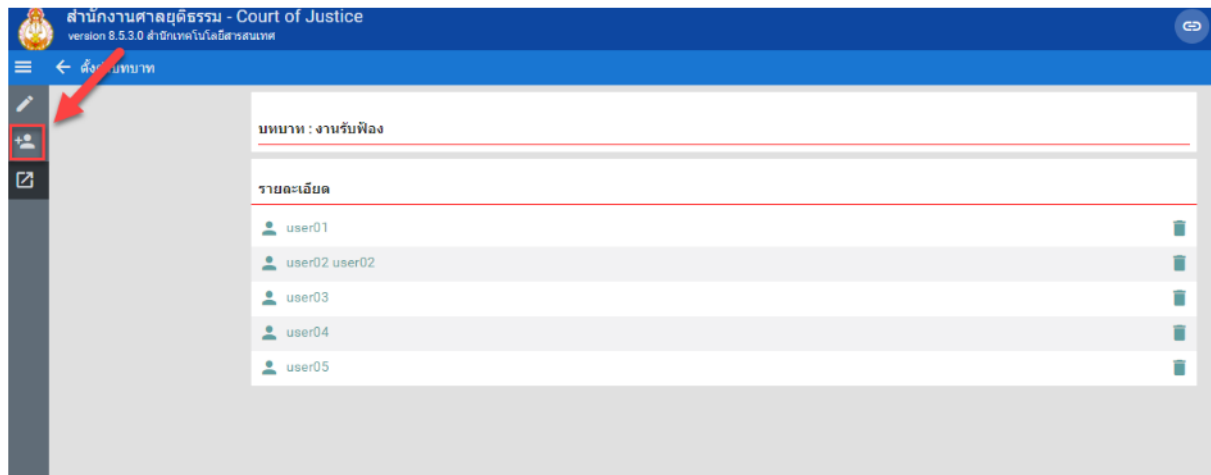 สำนักงานศาลยุติธรรม - Court of Justice
version 8.5.3.0 สำนักเทคโนโลยีสารสนเทศ
บทบาท : งานรับฟ้อง
รายละเอียด
user01
user02 user02
user03
user04
user05